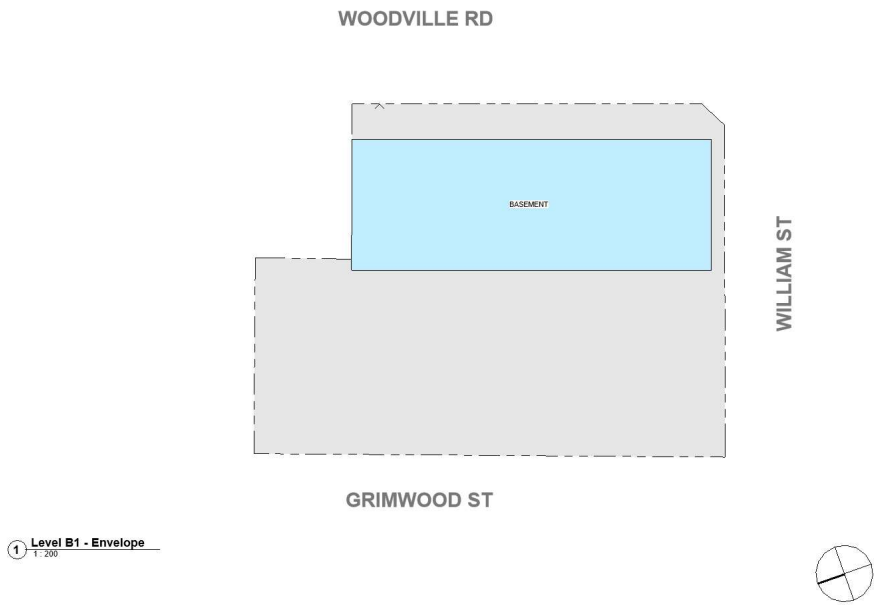 WOODVILLE RD
BASEMENT
WILLIAM ST
GRIMWOOD ST
1 Level B1 - Envelope
1 : 200